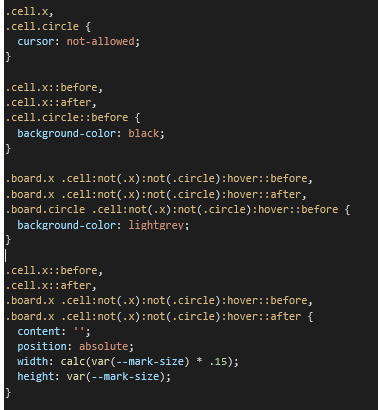 .cell.x,
.cell.circle {
  cursor: not-allowed;
}

.cell.x::before,
.cell.x::after,
.cell.circle::before {
  background-color: black;
}

.board.x .cell:not(.x):not(.circle):hover::before,
.board.x .cell:not(.x):not(.circle):hover::after,
.board.circle .cell:not(.x):not(.circle):hover::before {
  background-color: lightgrey;
}

.cell.x::before,
.cell.x::after,
.board.x .cell:not(.x):not(.circle):hover::before,
.board.x .cell:not(.x):not(.circle):hover::after {
  content: '';
  position: absolute;
  width: calc(var(--mark-size) * .15);
  height: var(--mark-size);
}